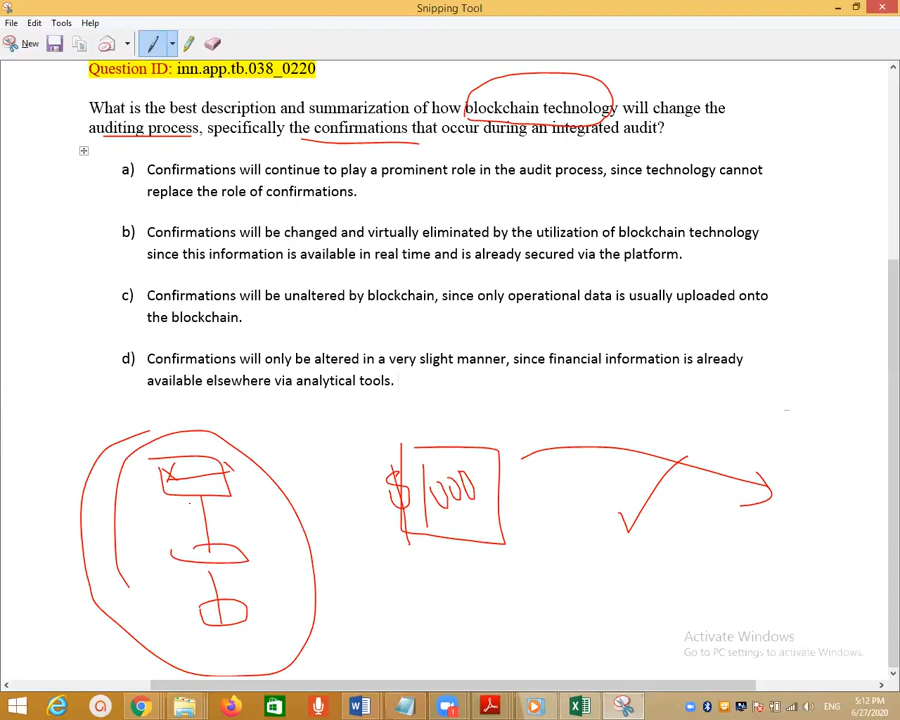 Snipping Tool
File Edit Tools Help
New
Question ID: inn.app.tb.038_0220
What is the best description and summarization of how blockchain technology will change the
auditing process, specifically the confirmations that occur during an integrated audit?
a) Confirmations will continue to play a prominent role in the audit process, since technology cannot
replace the role of confirmations.
b) Confirmations will be changed and virtually eliminated by the utilization of blockchain technology
since this information is available in real time and is already secured via the platform.
c) Confirmations will be unaltered by blockchain, since only operational data is usually uploaded onto
the blockchain.
d) Confirmations will only be altered in a very slight manner, since financial information is already
available elsewhere via analytical tools.
$1000
Activate Windows
Go to PC settings to activate Windows.
ENG
5:12 PM
6/27/2020